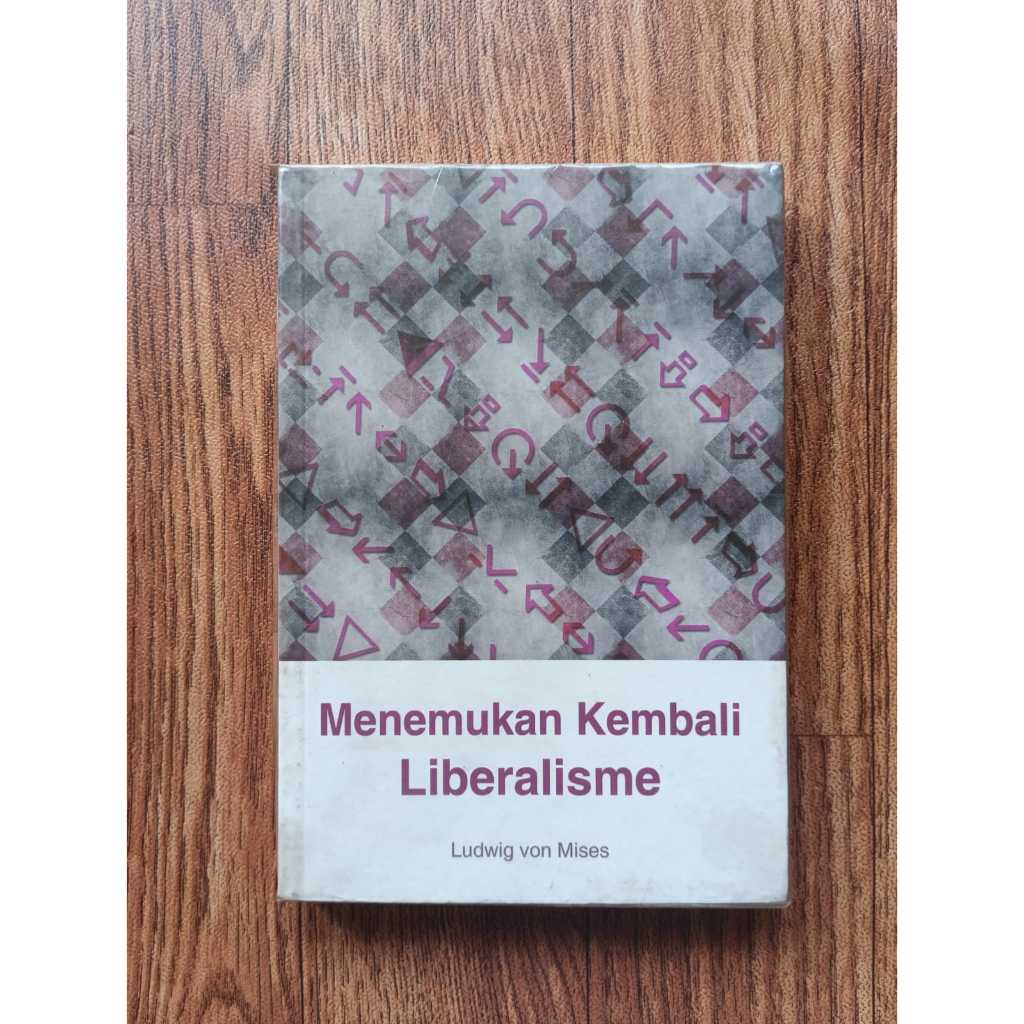 Menemukan Kembali
Liberalisme
Ludwig von Mises